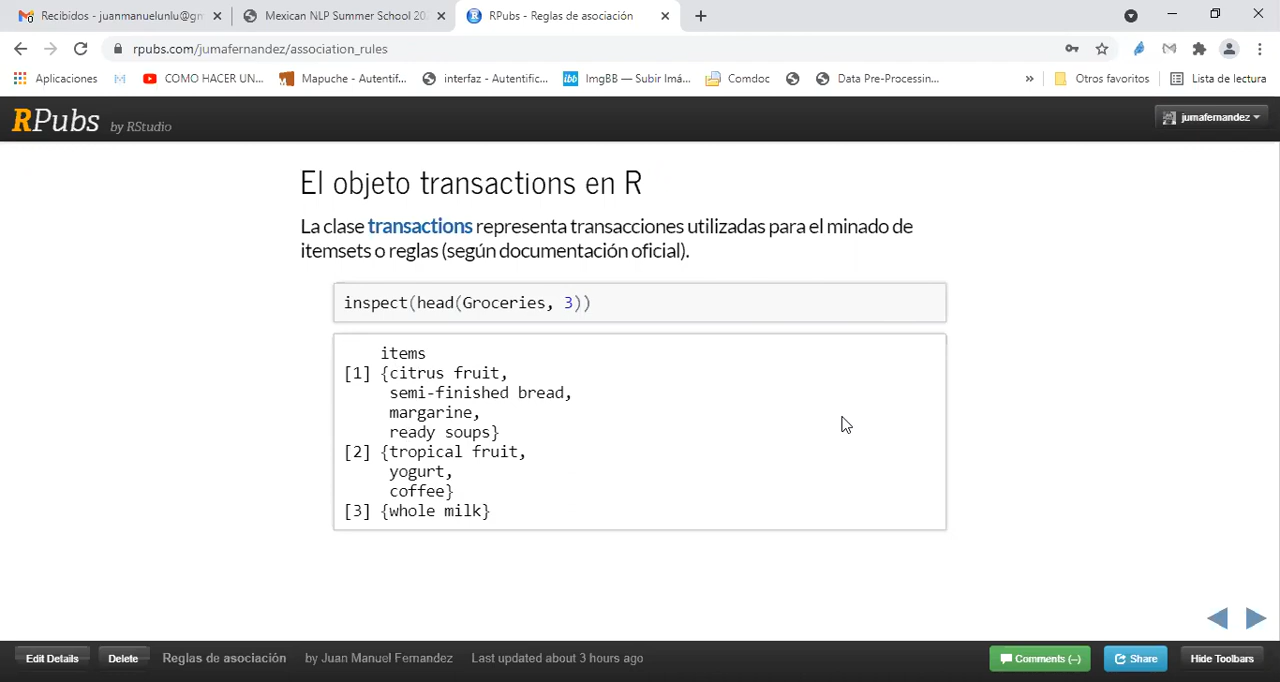 Recibidos - juanmanuelunlu@gm
Mexican NLP Summer School 202
RPubs - Reglas de asociación
rpubs.com/jumafernandez/association_rules
Aplicaciones
COMO HACER UN...
Mapuche - Autentif...
interfaz - Autentific...
ibb ImgBB — Subir Imá...
Comdoc
Data Pre-Processin...
»
Otros favoritos
Lista de lectura
RPubs by RStudio
jumafernandez
El objeto transactions en R
La clase transactions representa transacciones utilizadas para el minado de
itemsets o reglas (según documentación oficial).
inspect(head(Groceries, 3))
items
[1] {citrus fruit,
semi-finished bread,
margarine,
ready soups}
[2] {tropical fruit,
yogurt,
coffee}
[3] {whole milk}
Edit Details
Delete
Reglas de asociación
by Juan Manuel Fernandez
Last updated about 3 hours ago
Comments (–)
Share
Hide Toolbars